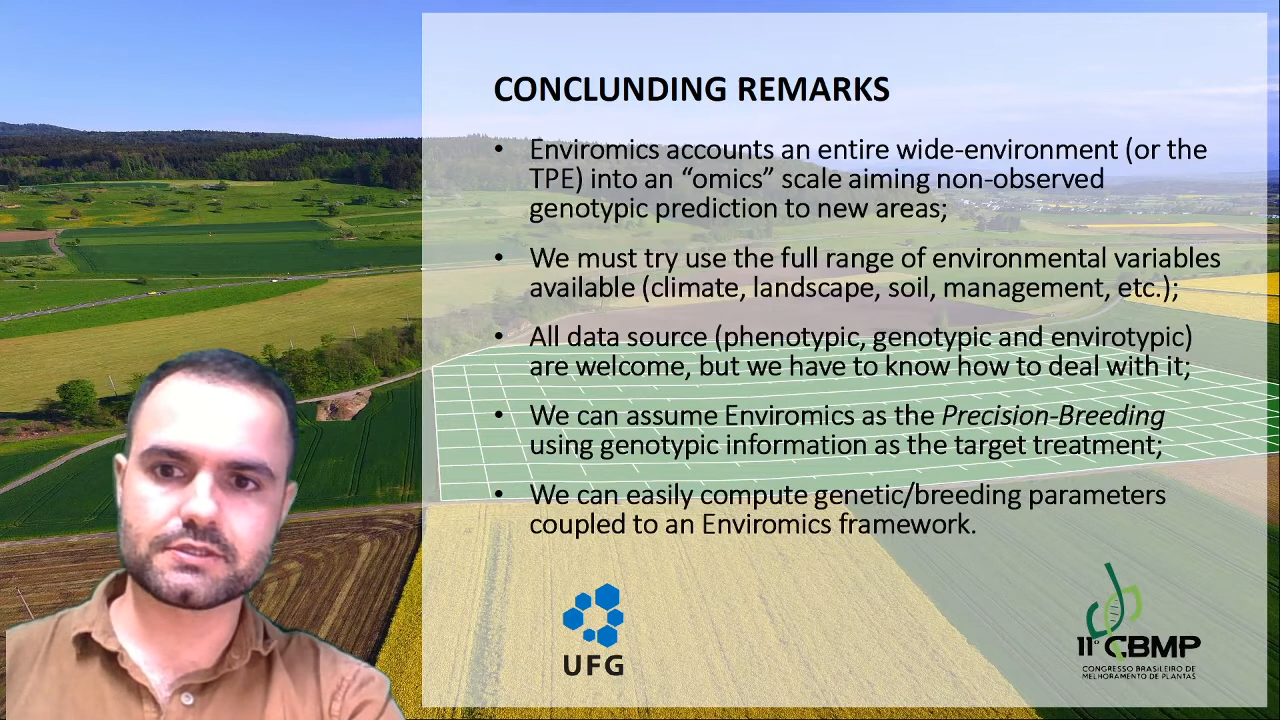 CONCLUNDING REMARKS
• Enviromics accounts an entire wide-environment (or the
TPE) into an “omics” scale aiming non-observed
genotypic prediction to new areas;
• We must try use the full range of environmental variables
available (climate, landscape, soil, management, etc.);
• All data source (phenotypic, genotypic and envirotypic)
are welcome, but we have to know how to deal with it;
• We can assume Enviromics as the Precision-Breeding
using genotypic information as the target treatment;
• We can easily compute genetic/breeding parameters
coupled to an Enviromics framework.
UFG
11º CBMP
CONGRESSO BRASILEIRO DE
MELHORAMENTO DE PLANTAS